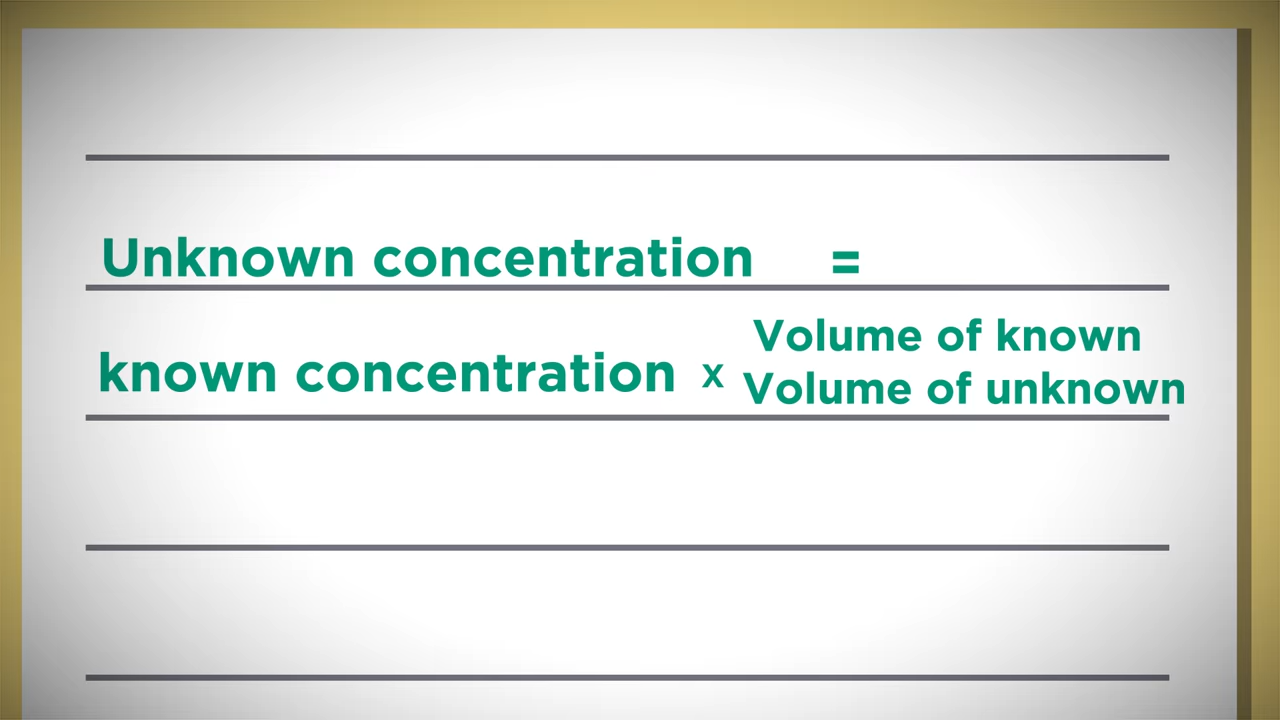 Unknown concentration =
Volume of known
known concentration x
Volume of unknown